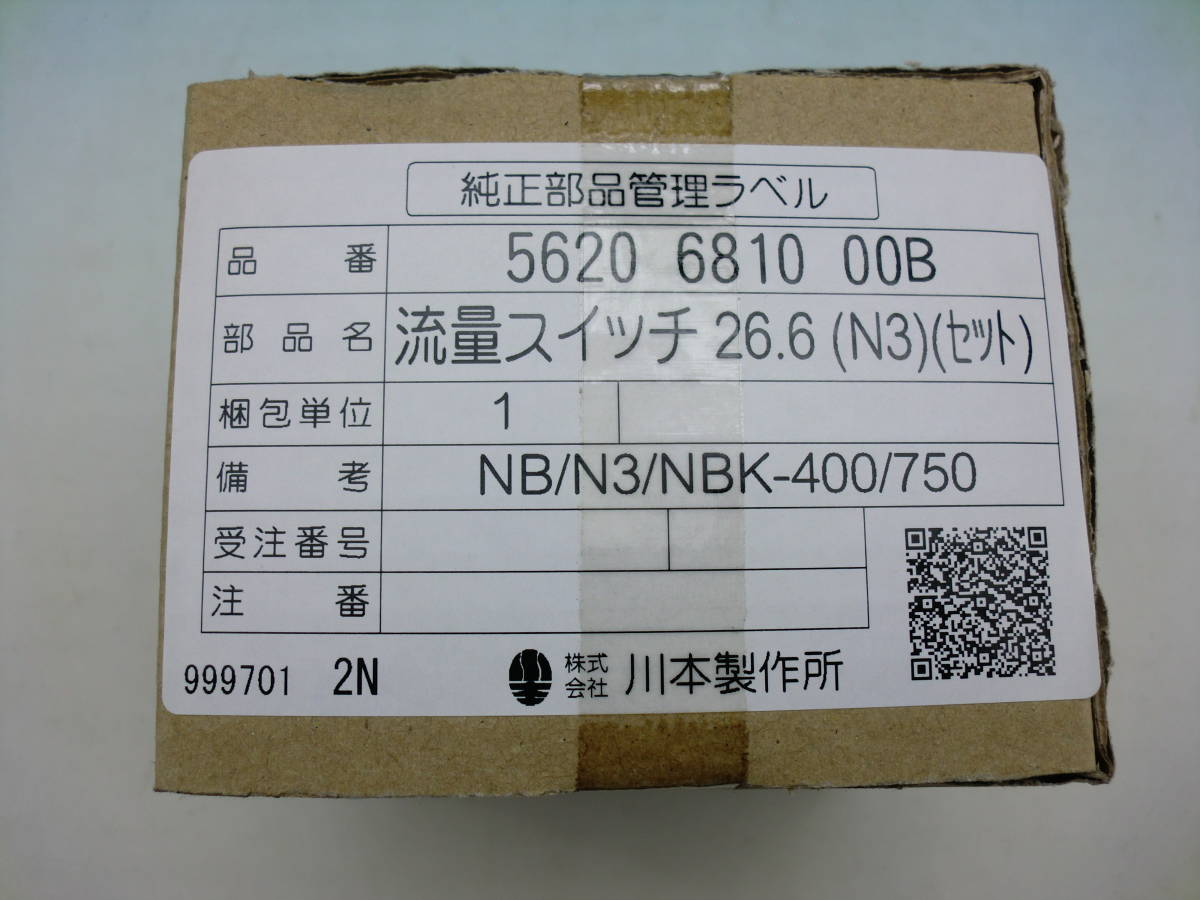 純正部品管理ラベル
品番 5620 6810 00B
部品名 流量スイッチ 26.6 (N3)(ｾｯﾄ)
梱包単位 1
備考 NB/N3/NBK-400/750
受注番号
注番
999701 2N 株式会社 川本製作所